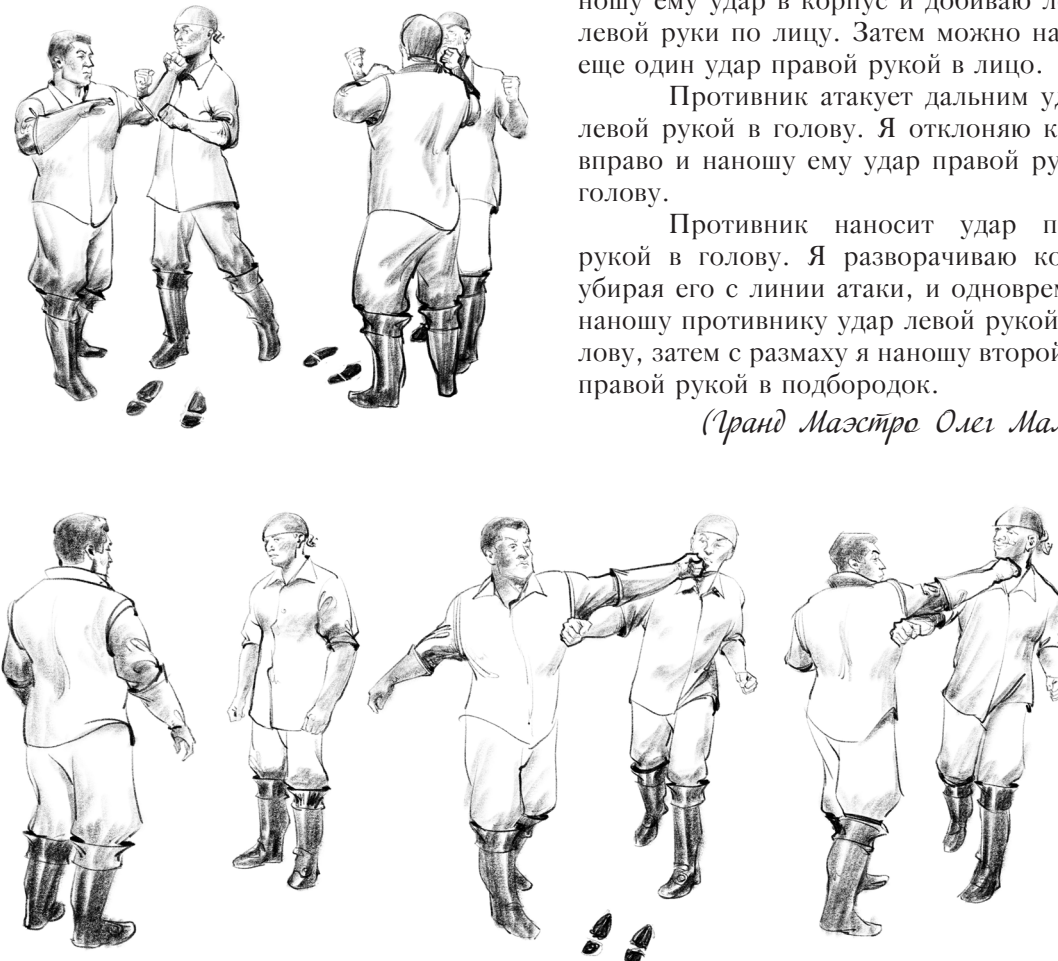 ношу ему удар в корпус и добиваю
левой руки по лицу. Затем можно
еще один удар правой рукой в лицо.
Противник атакует дальним
левой рукой в голову. Я отклоняю
вправо и наношу ему удар правой
голову.
Противник наносит удар
рукой в голову. Я разворачиваю
убирая его с линии атаки, и
наношу противнику удар левой рукой
лову, затем с размаху я наношу второй
правой рукой в подбородок.
(Гранд Маэстро Олег